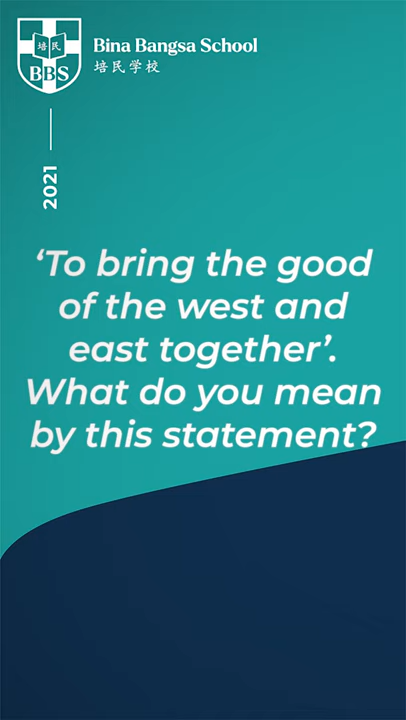 培 民
BBS
Bina Bangsa School
培民学校
2021
‘To bring the good
of the west and
east together’.
What do you mean
by this statement?